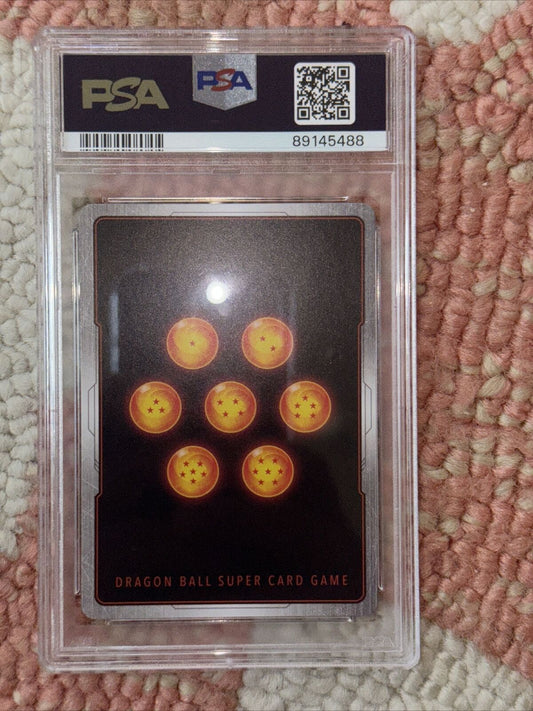 PSA PSA
89145488
DRAGON BALL SUPER CARD GAME